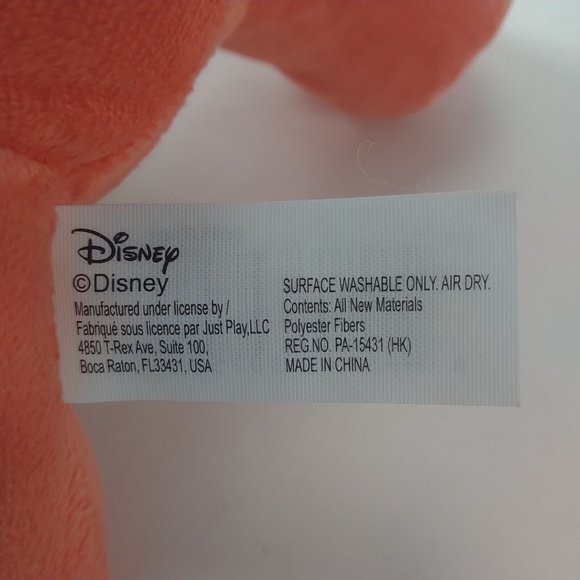 Disney
©Disney
Manufactured under license by /
Fabriqué sous licence par Just Play,LLC
4850 T-Rex Ave, Suite 100,
Boca Raton, FL33431, USA
SURFACE WASHABLE ONLY. AIR DRY.
Contents: All New Materials
Polyester Fibers
REG.NO. PA-15431 (HK)
MADE IN CHINA